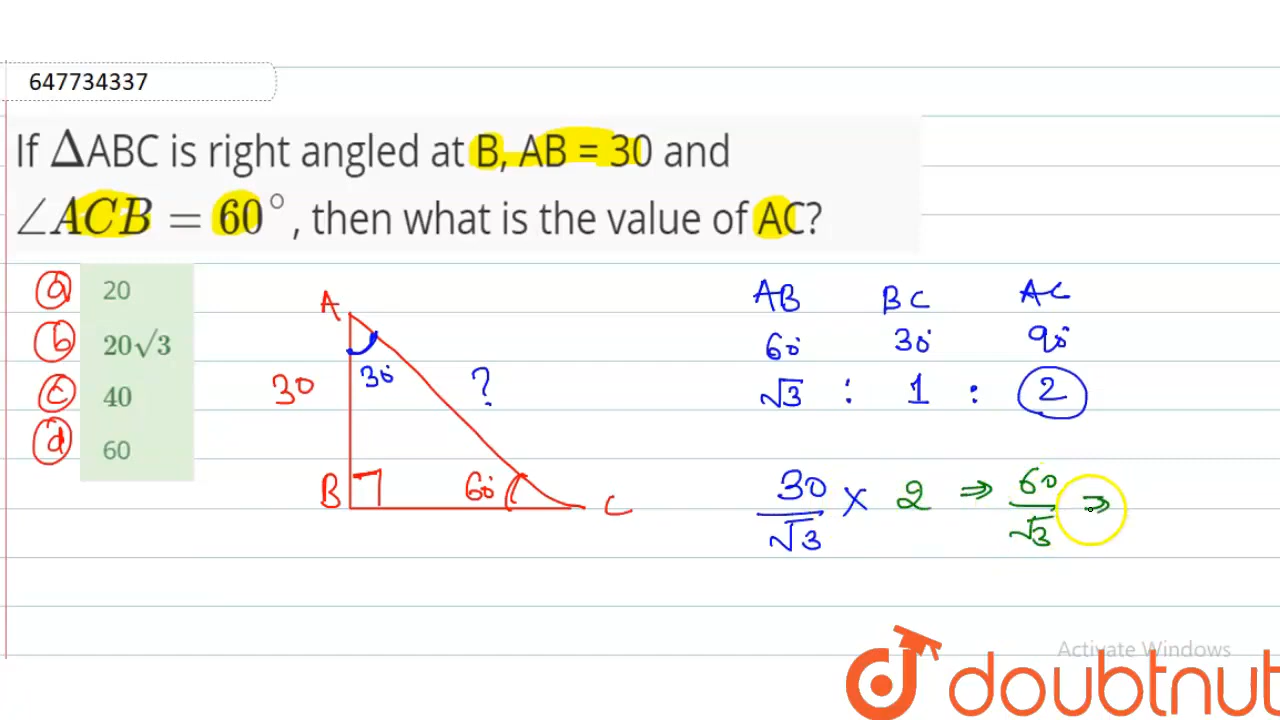 647734337
If ΔABC is right angled at B, AB = 30 and
∠ACB = 60°, then what is the value of AC?
a 20
b 20√3
c 40
d 60
A
30
30°
?
B
60°
C
AB BC AC
60° 30° 90°
√3 : 1 : 2
30/√3 × 2 ⇒ 60/√3 ⇒
Activate Windows
doubtnut